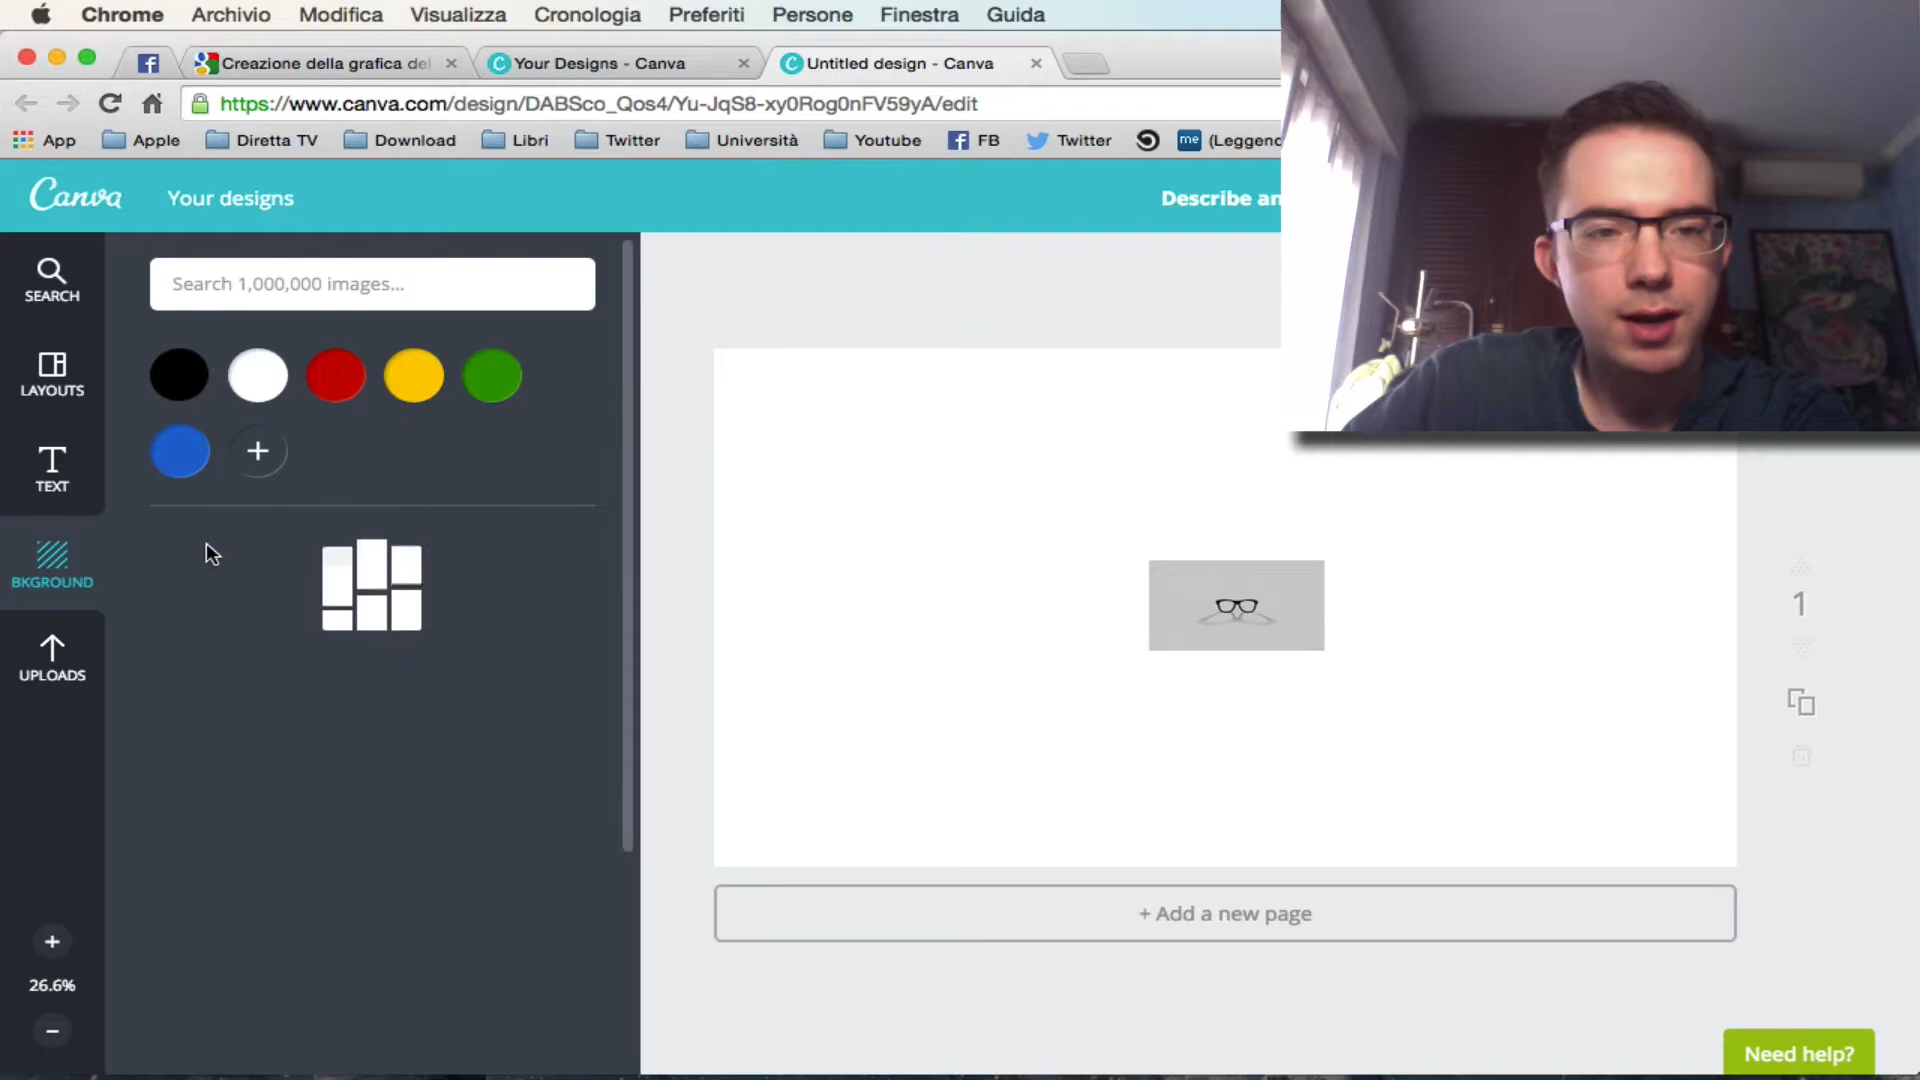 Chrome Archivio Modifica Visualizza Cronologia Preferiti Persone Finestra Guida
Creazione della grafica del
Your Designs - Canva
Untitled design - Canva
https://www.canva.com/design/DABSco_Qos4/Yu-JqS8-xy0Rog0nFV59yA/edit
App Apple Diretta TV Download Libri Twitter Università Youtube FB Twitter me (Leggend
Canva Your designs Describe an
SEARCH
Search 1,000,000 images...
LAYOUTS
TEXT
BKGROUND
UPLOADS
1
+ Add a new page
26.6%
Need help?